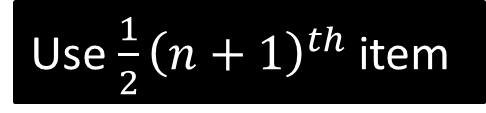 Use ½(n + 1)ᵗʰ item